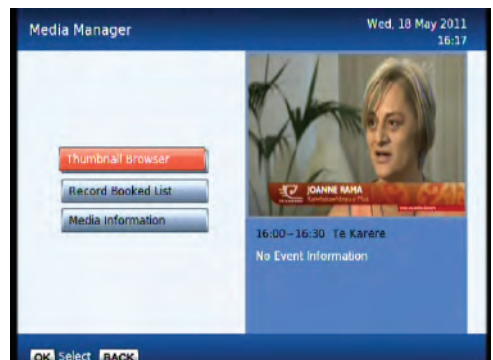 Media Manager
Wed, 18 May 2011
16:17
Thumbnail Browser
Record Booked List
Media Information
JOANNE RAMA
16:00-16:30 Te Karere
No Event Information
OK Select BACK